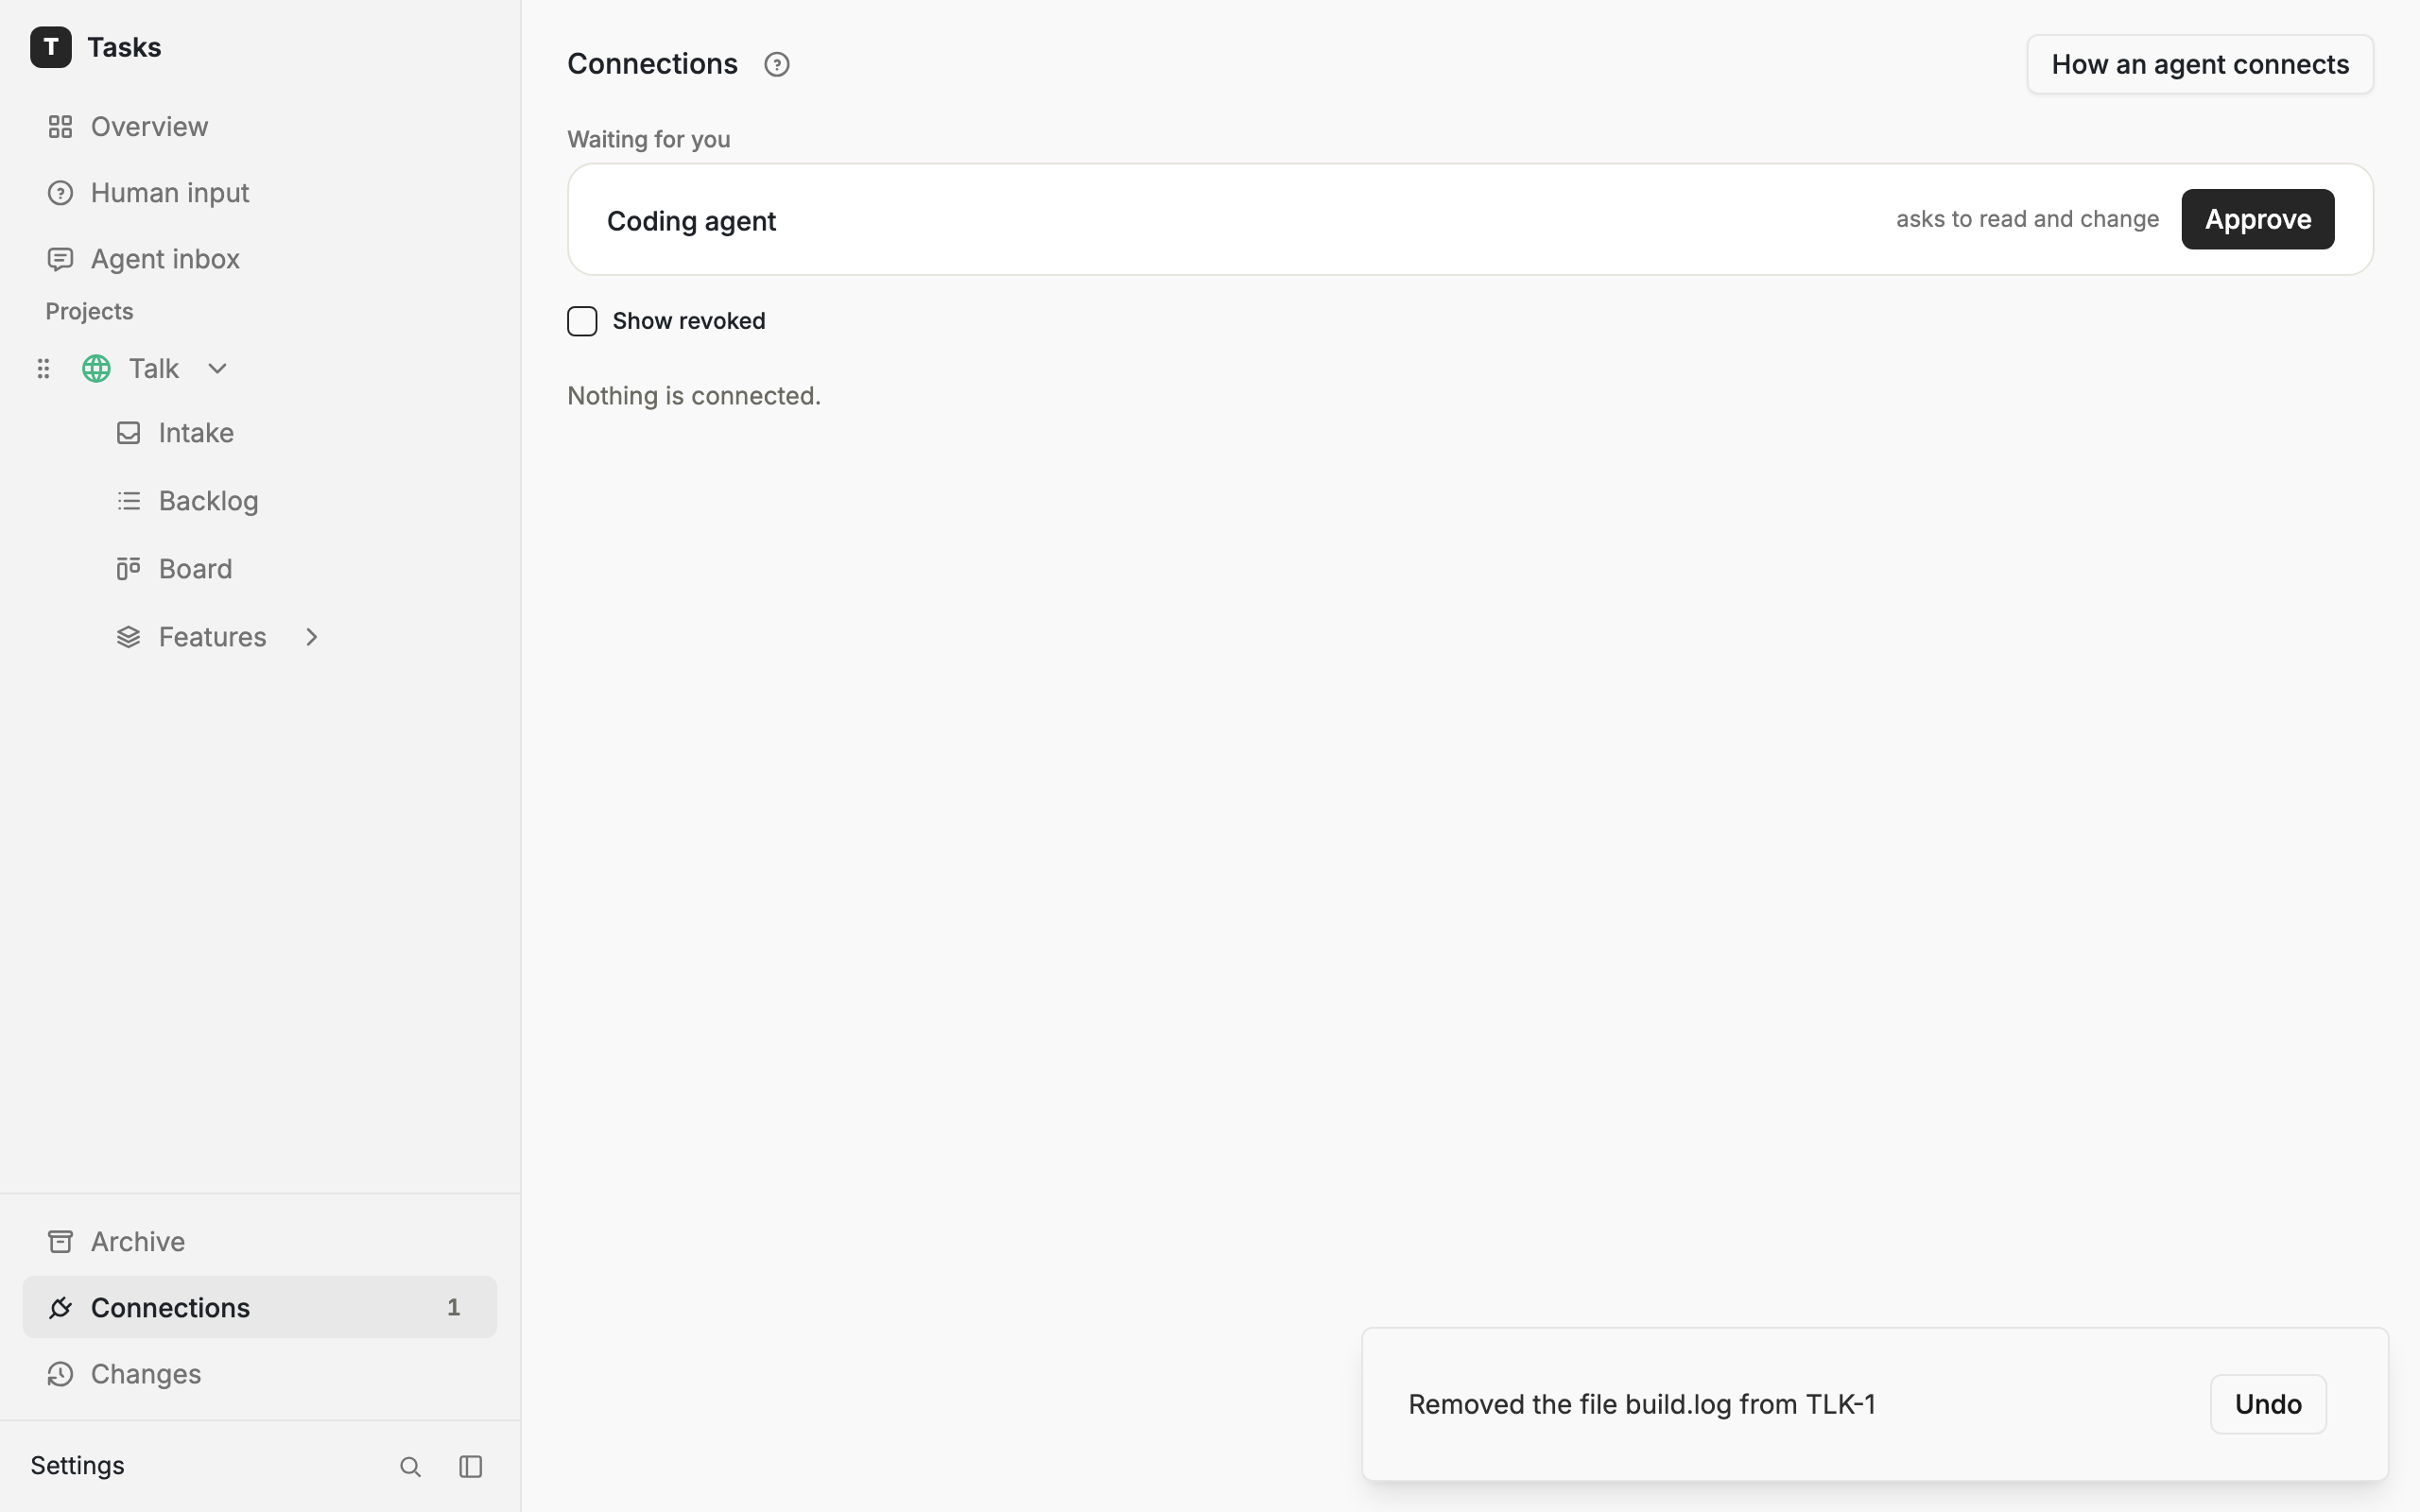 T Tasks
Overview
Human input
Agent inbox
Projects
Talk
Intake
Backlog
Board
Features
Archive
Connections 1
Changes
Settings
Connections ?
How an agent connects
Waiting for you
Coding agent
asks to read and change
Approve
Show revoked
Nothing is connected.
Removed the file build.log from TLK-1
Undo